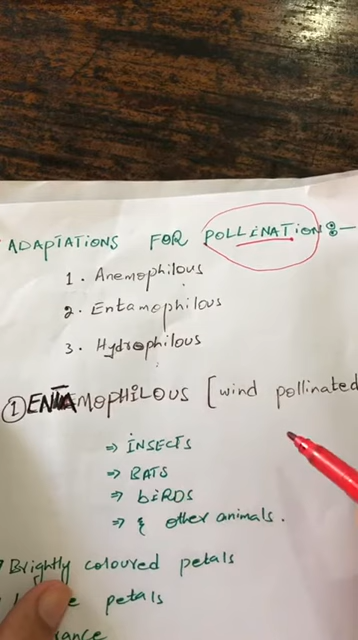 ADAPTATIONS FOR POLLINATION :-
1. Anemophilous
2. Entamophilous
3. Hydrophilous
① ENTAMOPHILOUS [wind pollinated
⇒ INSECTS
⇒ BATS
⇒ biRDS
⇒ & other animals.
Brightly coloured petals
petals